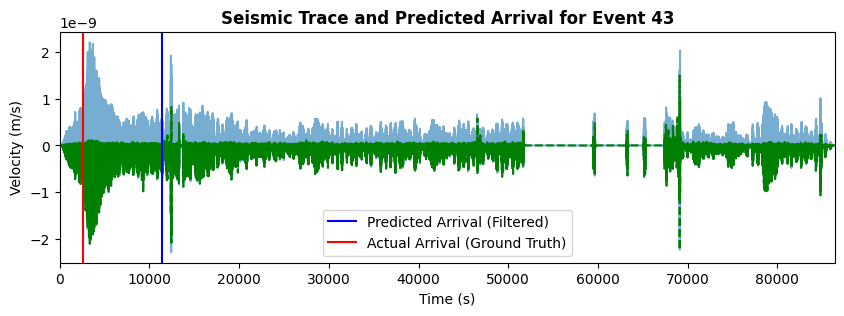 Seismic Trace and Predicted Arrival for Event 43
1e−9
2
1
0
−1
−2
Velocity (m/s)
Predicted Arrival (Filtered)
Actual Arrival (Ground Truth)
0 10000 20000 30000 40000 50000 60000 70000 80000
Time (s)